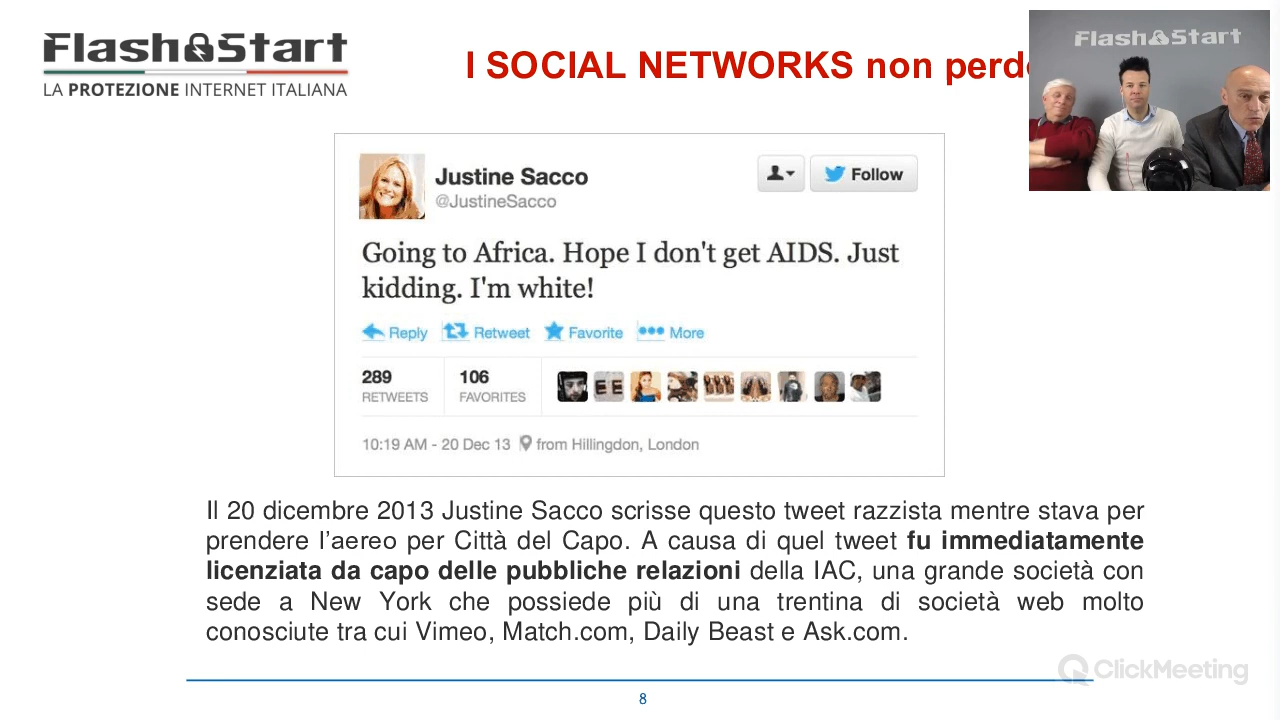 Flash Start
LA PROTEZIONE INTERNET ITALIANA
I SOCIAL NETWORKS non
Flash&Start
Justine Sacco
@JustineSacco
Follow
Going to Africa. Hope I don't get AIDS. Just
kidding. I'm white!
Reply Retweet Favorite More
289 106
RETWEETS FAVORITES
10:19 AM - 20 Dec 13 from Hillingdon, London
Il 20 dicembre 2013 Justine Sacco scrisse questo tweet razzista mentre stava per
prendere l'aereo per Città del Capo. A causa di quel tweet fu immediatamente
licenziata da capo delle pubbliche relazioni della IAC, una grande società con
sede a New York che possiede più di una trentina di società web molto
conosciute tra cui Vimeo, Match.com, Daily Beast e Ask.com.
ClickMeeting
8